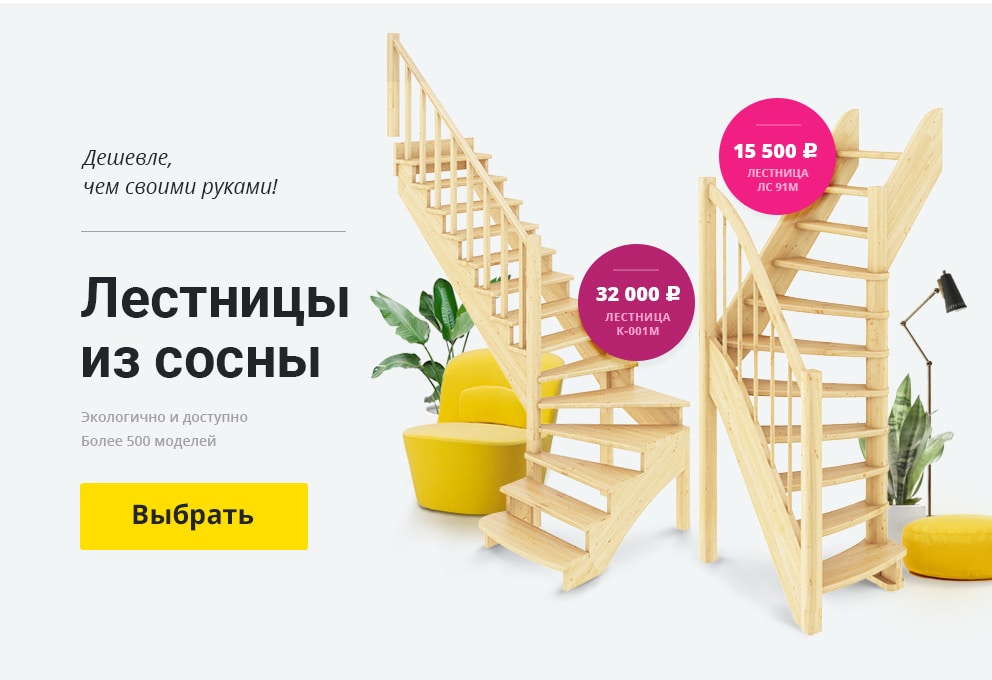 Дешевле,
чем своими руками!
Лестницы
из сосны
Экологично и доступно
Более 500 моделей
Выбрать
15 500 ₽
ЛЕСТНИЦА
ЛС 91М
32 000 ₽
ЛЕСТНИЦА
К-001М